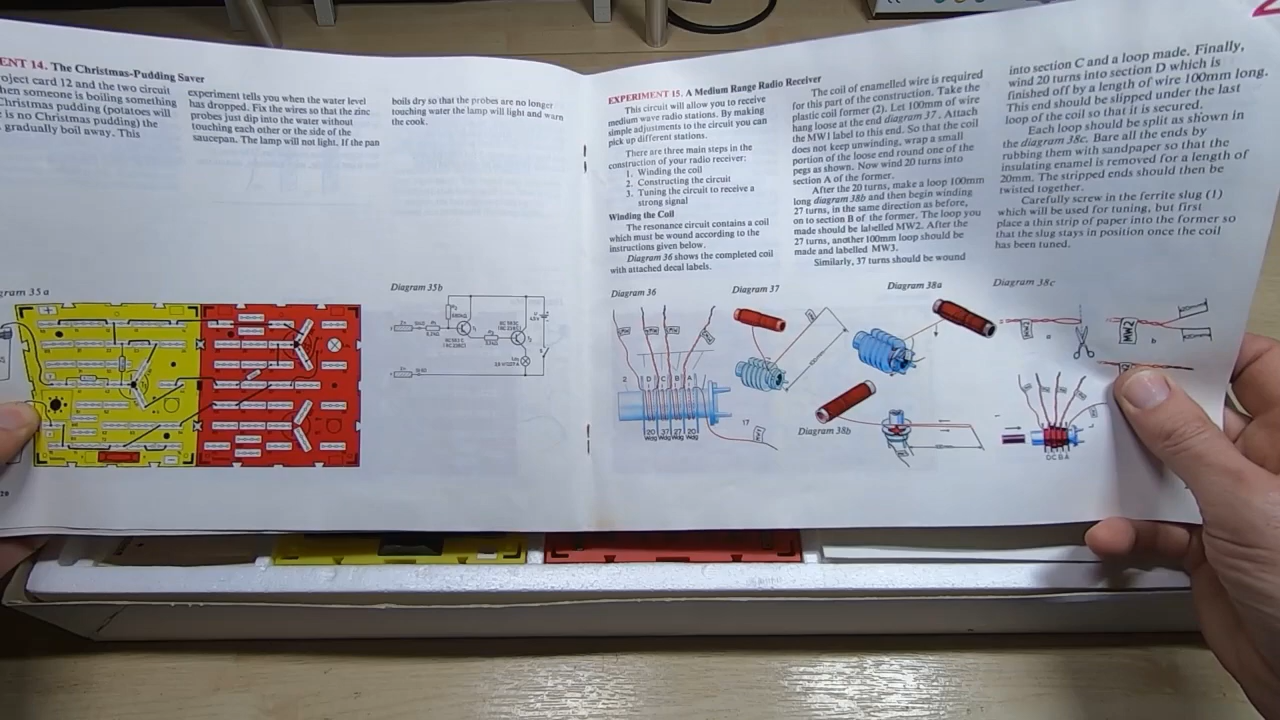 ENT 14. The Christmas-Pudding Saver
oject card 12 and the two circuit
hen someone is boiling something
Christmas pudding (potatoes will
is no Christmas pudding) the
gradually boil away. This
experiment tells you when the water level
has dropped. Fix the wires so that the zinc
probes just dip into the water without
touching each other or the side of the
saucepan. The lamp will not light. If the pan
boils dry so that the probes are no longer
touching water the lamp will light and warn
the cook.
gram 35 a
Diagram 35b
20
EXPERIMENT 15. A Medium Range Radio Receiver
This circuit will allow you to receive
medium wave radio stations. By making
simple adjustments to the circuit you can
pick up different stations.
There are three main steps in the
construction of your radio receiver:
1. Winding the coil
2. Constructing the circuit
3. Tuning the circuit to receive a
strong signal
Winding the Coil
The resonance circuit contains a coil
which must be wound according to the
instructions given below.
Diagram 36 shows the completed coil
with attached decal labels.
The coil of enamelled wire is required
for this part of the construction. Take the
plastic coil former (2). Let 100mm of wire
hang loose at the end diagram 37. Attach
the MW1 label to this end. So that the coil
does not keep unwinding, wrap a small
portion of the loose end round one of the
pegs as shown. Now wind 20 turns into
section A of the former.
After the 20 turns, make a loop 100mm
long diagram 38b and then begin winding
27 turns, in the same direction as before,
on to section B of the former. The loop you
made should be labelled MW2. After the
27 turns, another 100mm loop should be
made and labelled MW3.
Similarly, 37 turns should be wound
into section C and a loop made. Finally,
wind 20 turns into section D which is
finished off by a length of wire 100mm long.
This end should be slipped under the last
loop of the coil so that it is secured.
Each loop should be split as shown in
the diagram 38c. Bare all the ends by
rubbing them with sandpaper so that the
insulating enamel is removed for a length of
20mm. The stripped ends should then be
twisted together.
Carefully screw in the ferrite slug (1)
which will be used for tuning, but first
place a thin strip of paper into the former so
that the slug stays in position once the coil
has been tuned.
Diagram 36
Diagram 37
Diagram 38a
Diagram 38c
2 D C B A
20 37 27 20
Wdg Wdg Wdg Wdg
17
Diagram 38b
MW2
a
b
D C B A